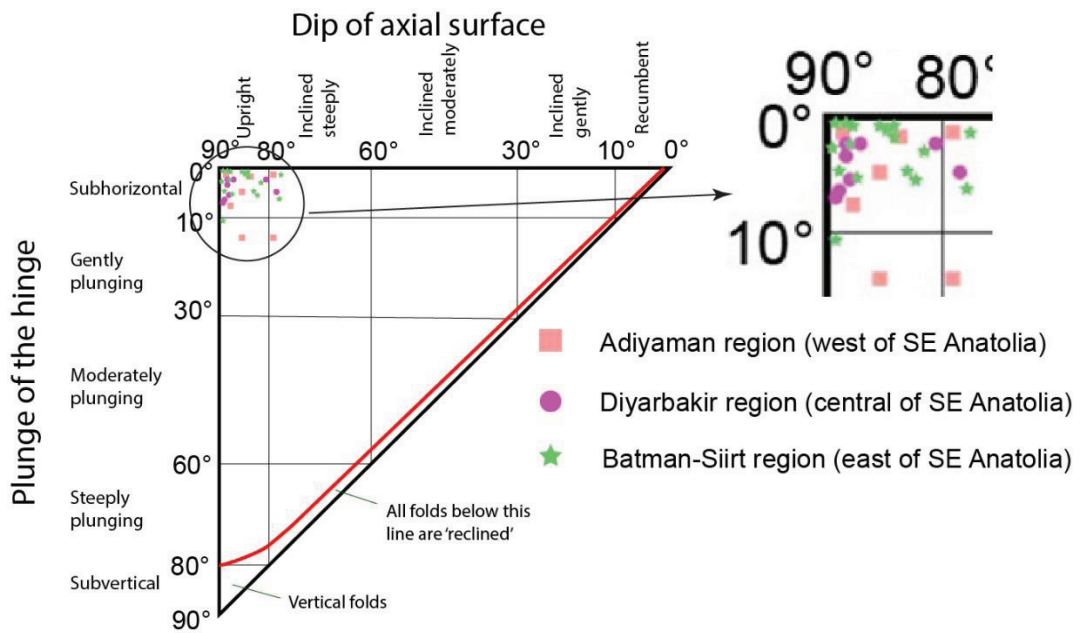 Dip of axial surface
Upright
Inclined
steeply
Inclined
moderately
Inclined
gently
Recumbent
90° 80° 60° 30° 10° 0°
0°
10°
30°
60°
80°
90°
Plunge of the hinge
Subhorizontal
Gently
plunging
Moderately
plunging
Steeply
plunging
Subvertical
All folds below this
line are ‘reclined’
Vertical folds
90° 80°
0°
10°
Adiyaman region (west of SE Anatolia)
Diyarbakir region (central of SE Anatolia)
Batman-Siirt region (east of SE Anatolia)